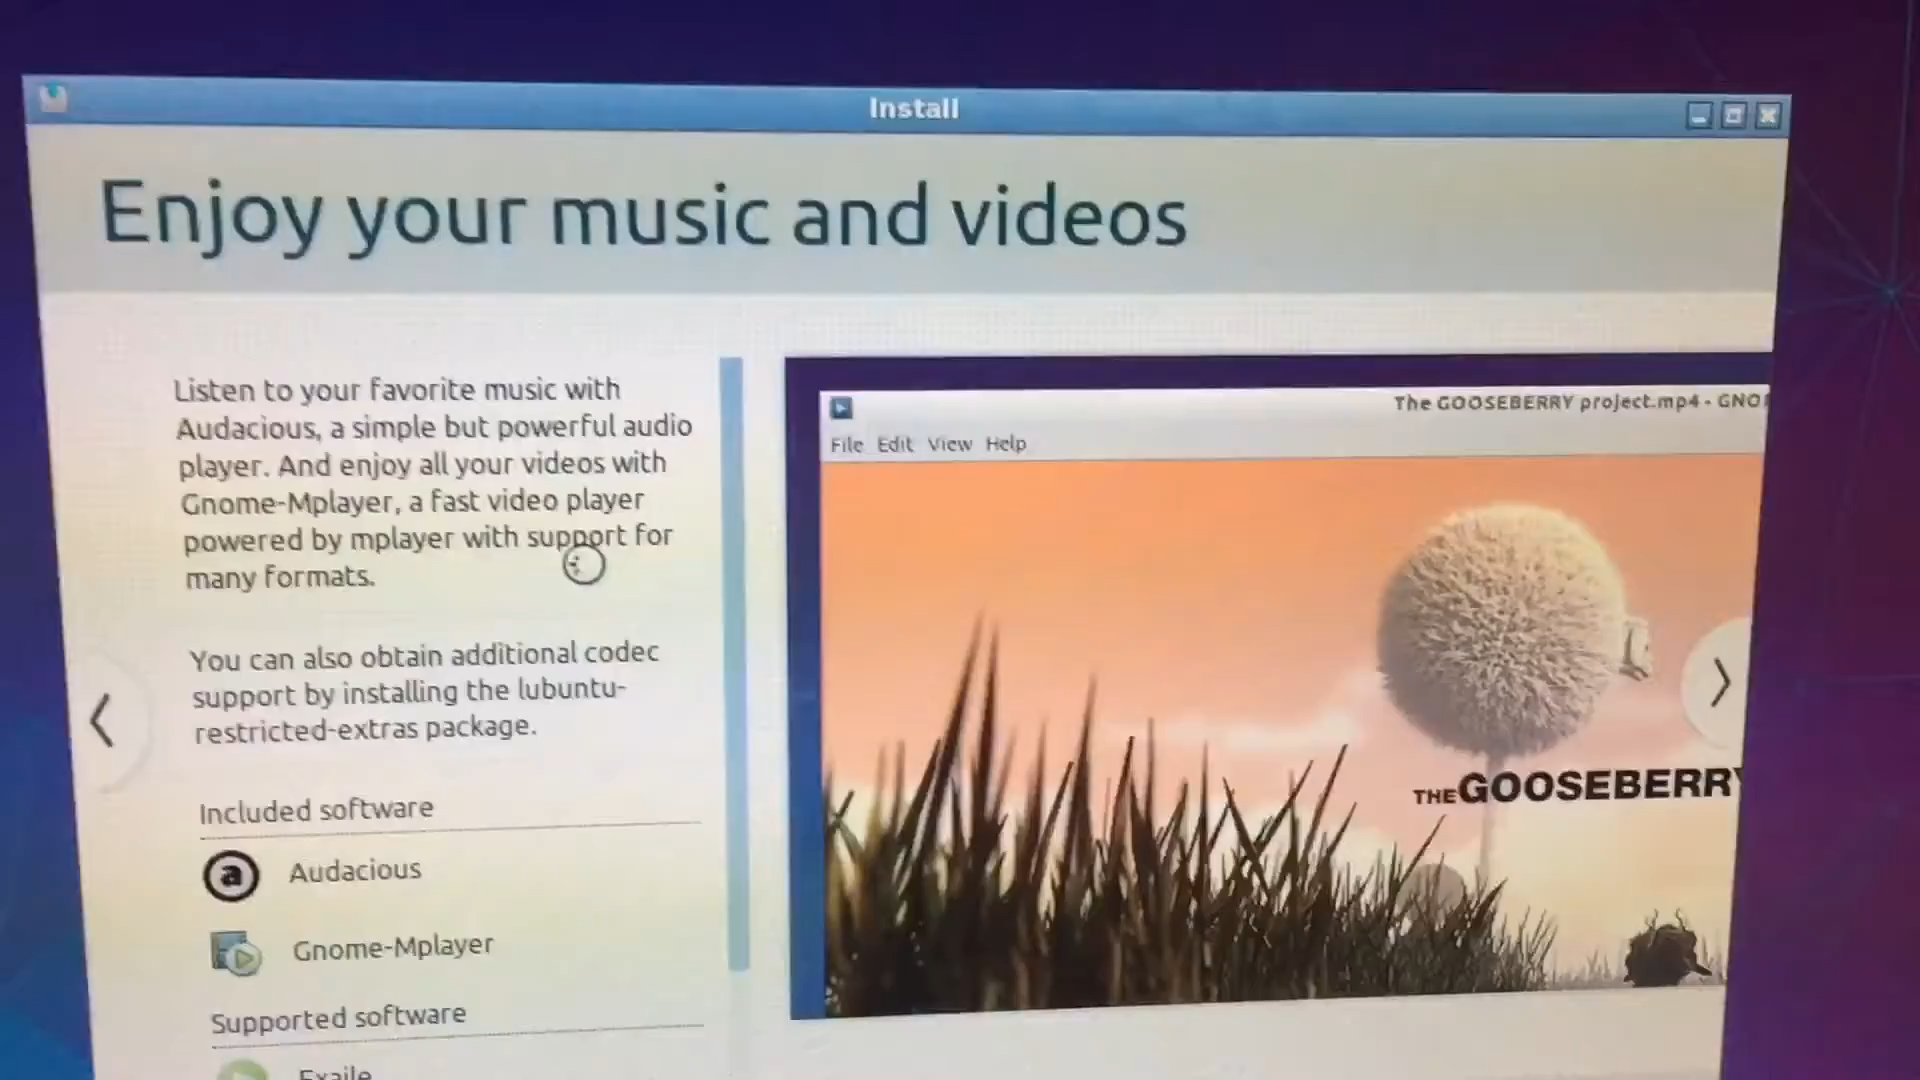 Install
Enjoy your music and videos
Listen to your favorite music with
Audacious, a simple but powerful audio
player. And enjoy all your videos with
Gnome-Mplayer, a fast video player
powered by mplayer with support for
many formats.
You can also obtain additional codec
support by installing the lubuntu-
restricted-extras package.
Included software
a Audacious
Gnome-Mplayer
Supported software
Exaile
The GOOSEBERRY project.mp4 - GNO
File Edit View Help
THE GOOSEBERRY